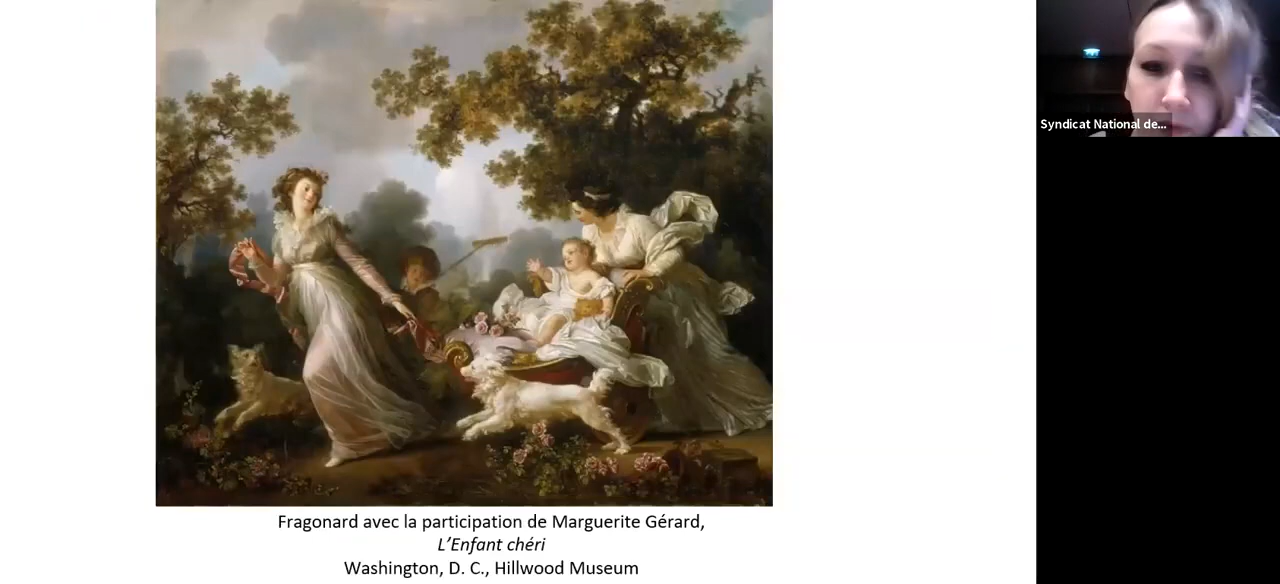 Syndicat National de...
Fragonard avec la participation de Marguerite Gérard,
L'Enfant chéri
Washington, D. C., Hillwood Museum